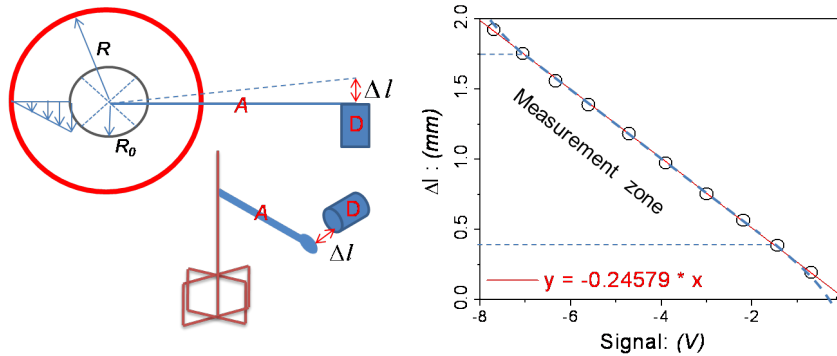 R
Δl
A
D
R0
A
D
Δl
Δl : (mm)
2.0
1.5
1.0
0.5
0.0
Measurement zone
y = -0.24579 * x
-8
-6
-4
-2
Signal: (V)